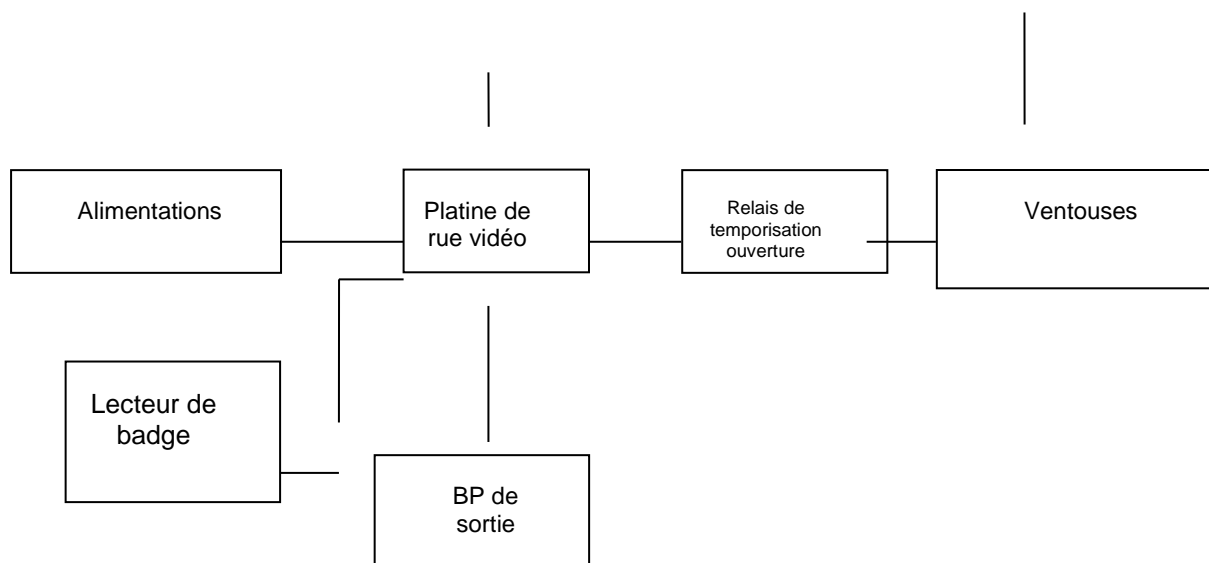 Alimentations
Platine de
rue vidéo
Relais de
temporisation
ouverture
Ventouses
Lecteur de
badge
BP de
sortie